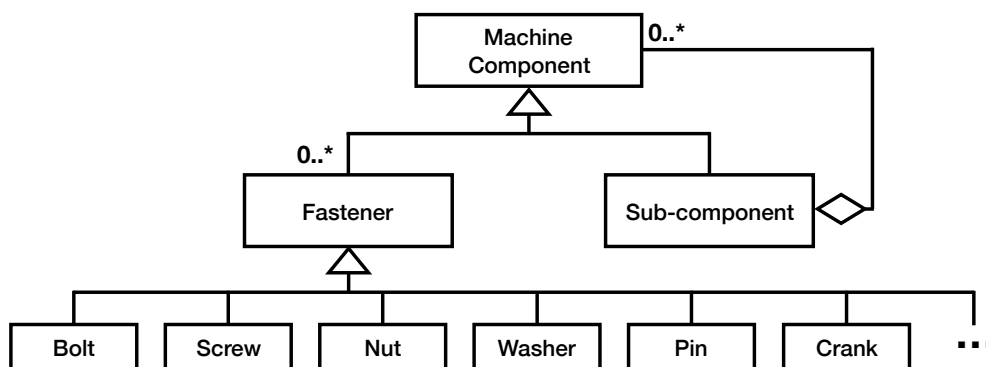 Machine
Component
0..*
0..*
Fastener
Sub-component
Bolt
Screw
Nut
Washer
Pin
Crank
...